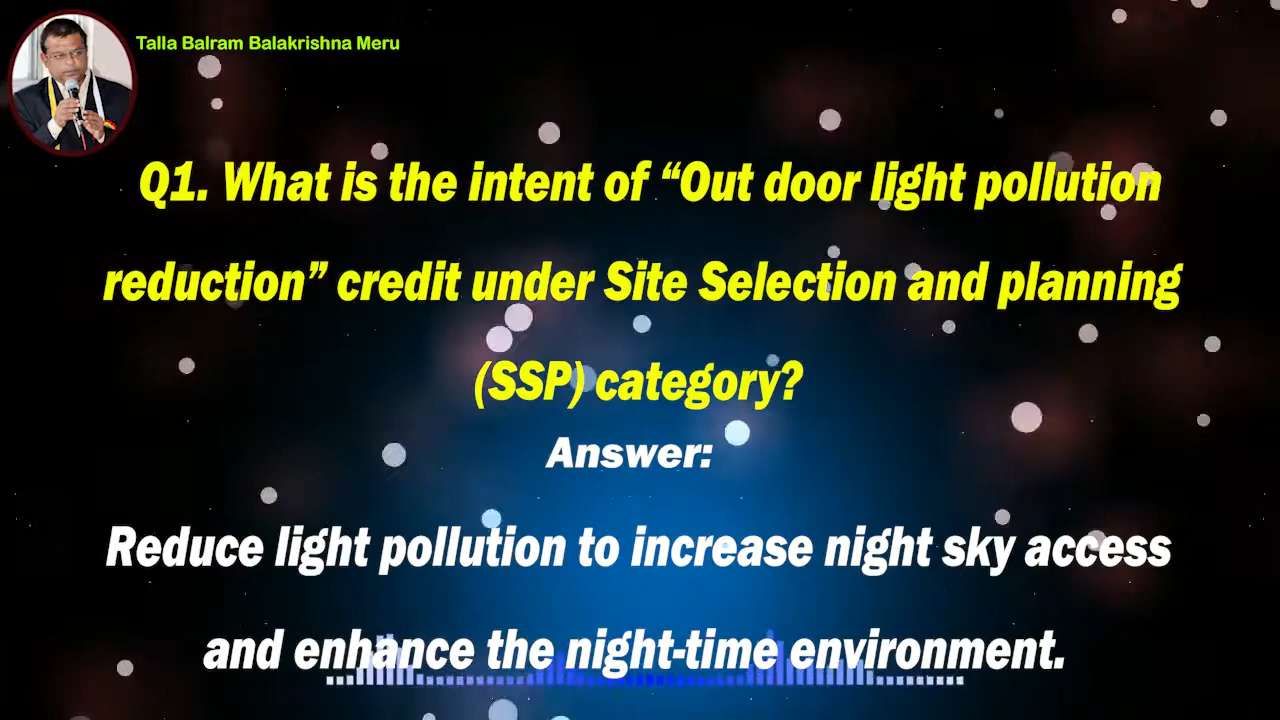 Talla Balram Balakrishna Meru
Q1. What is the intent of “Out door light pollution
reduction” credit under Site Selection and planning
(SSP) category?
Answer:
Reduce light pollution to increase night sky access
and enhance the night-time environment.